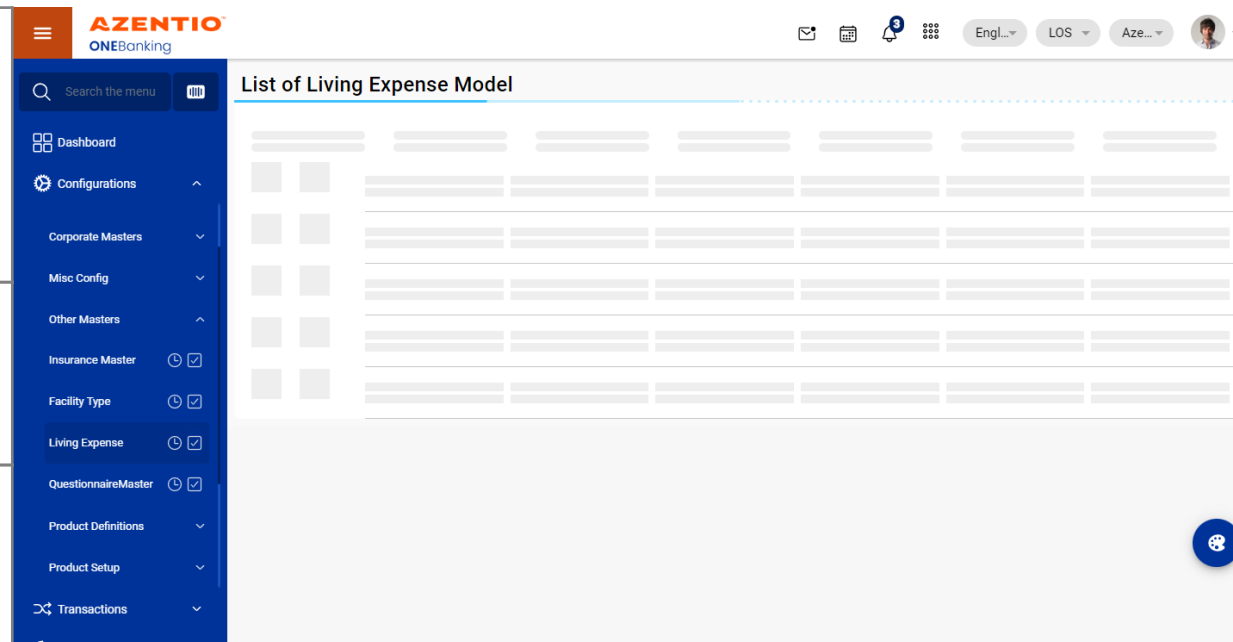 AZENTIO
ONEBanking
3
Engl...
LOS
Aze...
Search the menu
List of Living Expense Model
Dashboard
Configurations
Corporate Masters
Misc Config
Other Masters
Insurance Master
Facility Type
Living Expense
QuestionnaireMaster
Product Definitions
Product Setup
Transactions